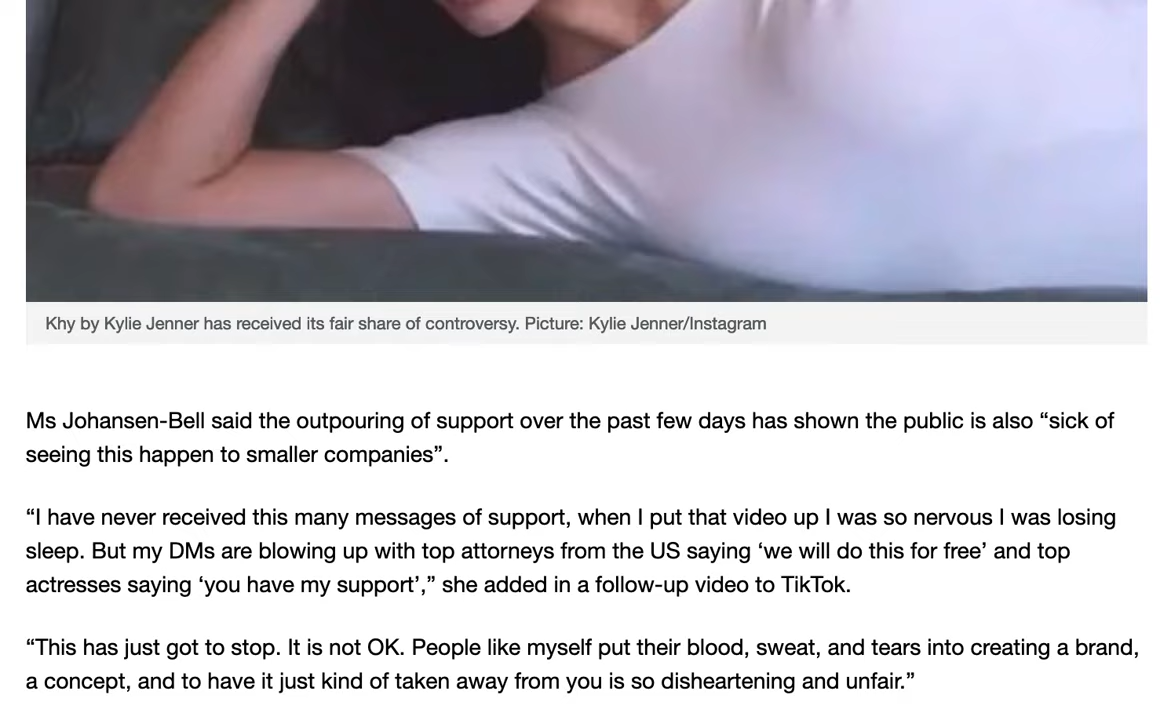 Khy by Kylie Jenner has received its fair share of controversy. Picture: Kylie Jenner/Instagram
Ms Johansen-Bell said the outpouring of support over the past few days has shown the public is also “sick of
seeing this happen to smaller companies”.
“I have never received this many messages of support, when I put that video up I was so nervous I was losing
sleep. But my DMs are blowing up with top attorneys from the US saying ‘we will do this for free’ and top
actresses saying ‘you have my support’,” she added in a follow-up video to TikTok.
“This has just got to stop. It is not OK. People like myself put their blood, sweat, and tears into creating a brand,
a concept, and to have it just kind of taken away from you is so disheartening and unfair.”